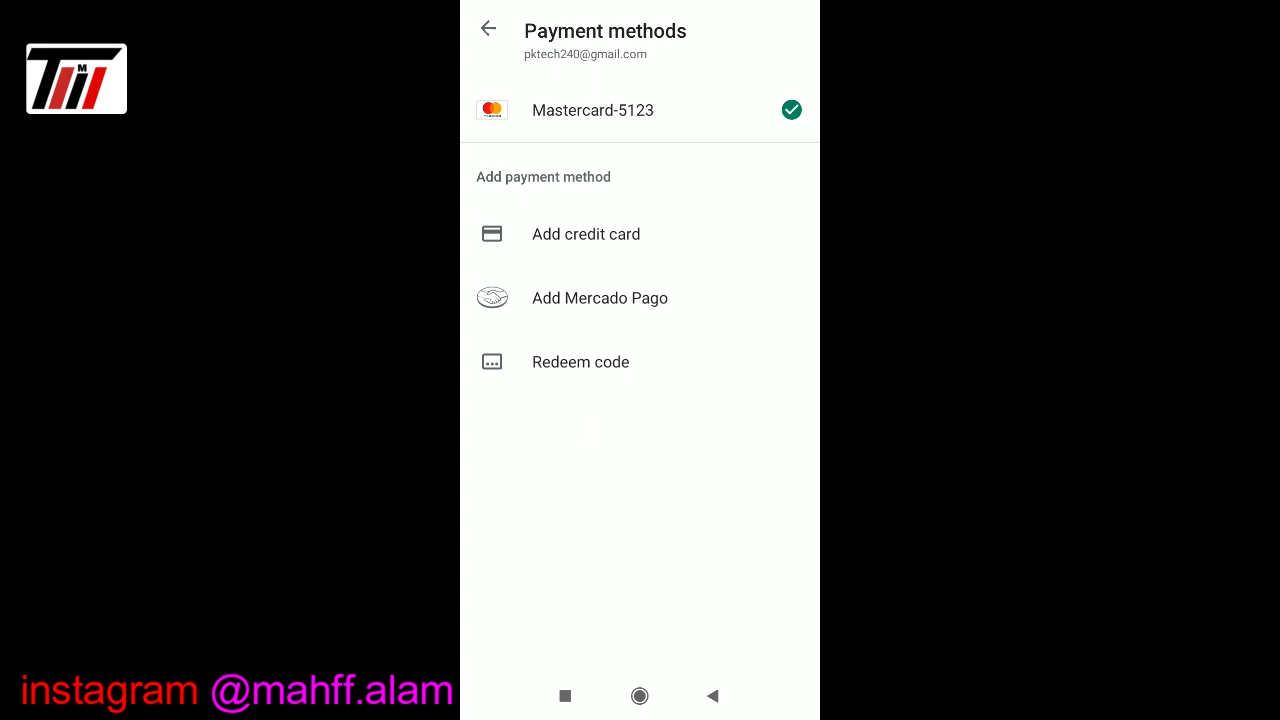 TM
Payment methods
pktech240@gmail.com
Mastercard-5123
Add payment method
Add credit card
Add Mercado Pago
Redeem code
instagram @mahff.alam